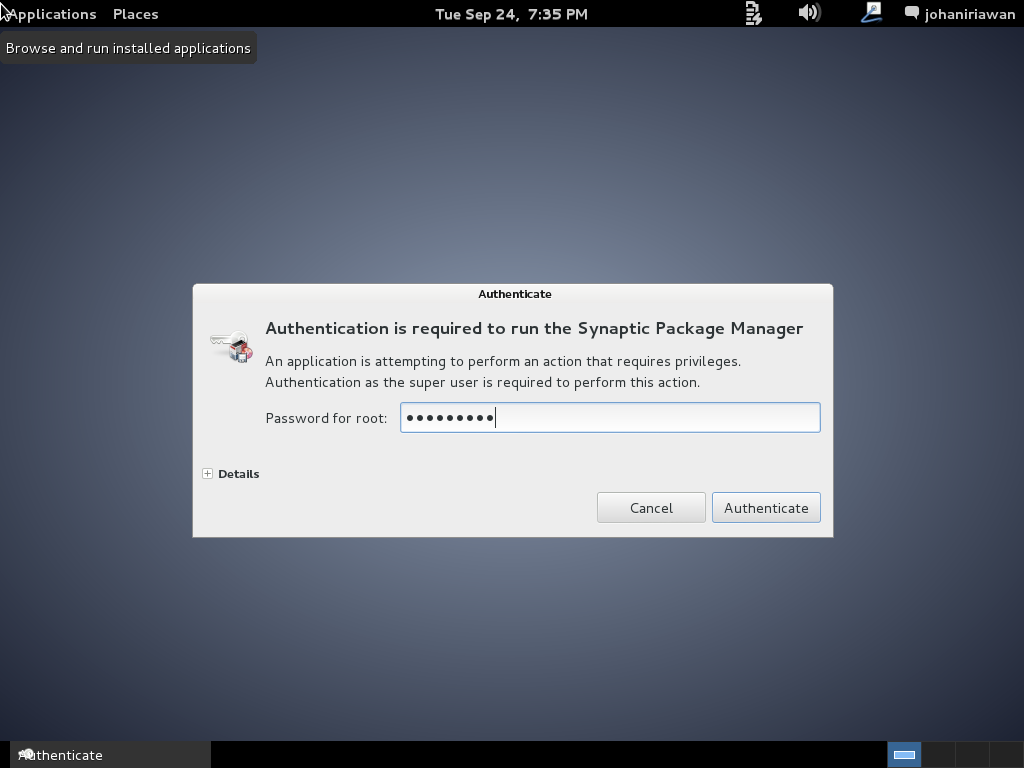 Applications Places Tue Sep 24, 7:35 PM johaniriawan
Browse and run installed applications
Authenticate
Authentication is required to run the Synaptic Package Manager
An application is attempting to perform an action that requires privileges.
Authentication as the super user is required to perform this action.
Password for root: •••••••••
Details
Cancel Authenticate
Authenticate